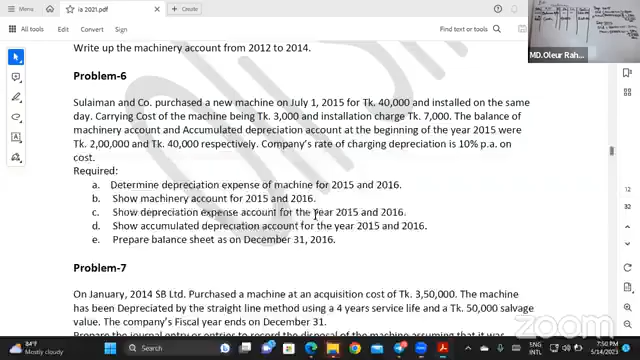 ia 2021.pdf
Menu
ia 2021.pdf
Create
Sign in
All tools
Edit
Convert
Sign
Find text or tools
MD.Oleur Rah...
Write up the machinery account from 2012 to 2014.
Problem-6
Sulaiman and Co. purchased a new machine on July 1, 2015 for Tk. 40,000 and installed on the same
day. Carrying Cost of the machine being Tk. 3,000 and installation charge Tk. 7,000. The balance of
machinery account and Accumulated depreciation account at the beginning of the year 2015 were
Tk. 2,00,000 and Tk. 40,000 respectively. Company's rate of charging depreciation is 10% p.a. on
cost.
Required:
a. Determine depreciation expense of machine for 2015 and 2016.
b. Show machinery account for 2015 and 2016.
c. Show depreciation expense account for the year 2015 and 2016.
d. Show accumulated depreciation account for the year 2015 and 2016.
e. Prepare balance sheet as on December 31, 2016.
Problem-7
On January, 2014 SB Ltd. Purchased a machine at an acquisition cost of Tk. 3,50,000. The machine
has been Depreciated by the straight line method using a 4 years service life and a Tk. 50,000 salvage
value. The company's Fiscal year ends on December 31.
12
32
zoom
84°F
Mostly cloudy
Search
ENG
INTL
7:50 PM
5/14/2023